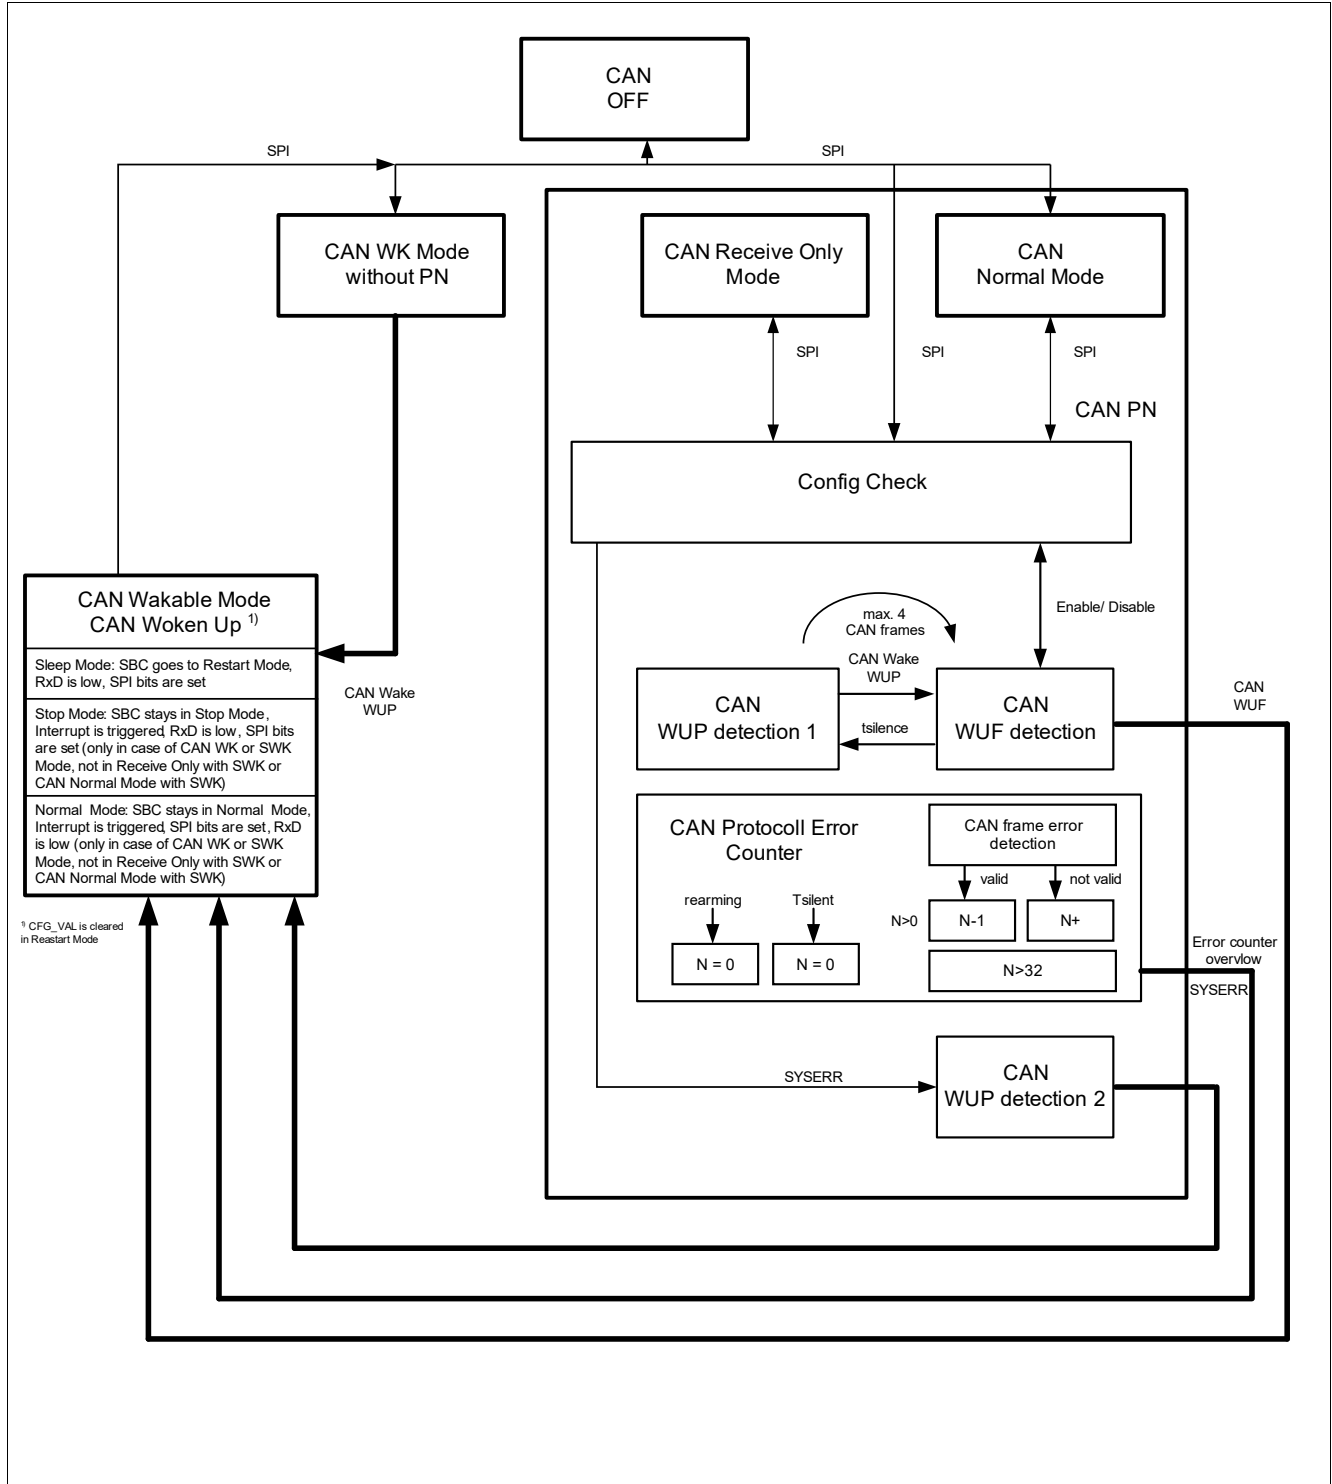 CAN
OFF
SPI
SPI
CAN WK Mode
without PN
CAN Receive Only
Mode
CAN
Normal Mode
SPI
SPI
SPI
CAN PN
Config Check
CAN Wakable Mode
CAN Woken Up 1)
Sleep Mode: SBC goes to Restart Mode,
RxD is low, SPI bits are set
Stop Mode: SBC stays in Stop Mode,
Interrupt is triggered, RxD is low, SPI bits
are set (only in case of CAN WK or SWK
Mode, not in Receive Only with SWK or
CAN Normal Mode with SWK)
Normal Mode: SBC stays in Normal Mode,
Interrupt is triggered, SPI bits are set, RxD
is low (only in case of CAN WK or SWK
Mode, not in Receive Only with SWK or
CAN Normal Mode with SWK)
1) CFG_VAL is cleared
in Reastart Mode
CAN Wake
WUP
Enable/ Disable
max. 4
CAN frames
CAN Wake
WUP
tsilence
CAN
WUP detection 1
CAN
WUF detection
CAN
WUF
CAN Protocoll Error
Counter
CAN frame error
detection
valid
not valid
rearming
Tsilent
N>0
N-1
N+
N = 0
N = 0
N>32
Error counter
overvlow
SYSERR
SYSERR
CAN
WUP detection 2